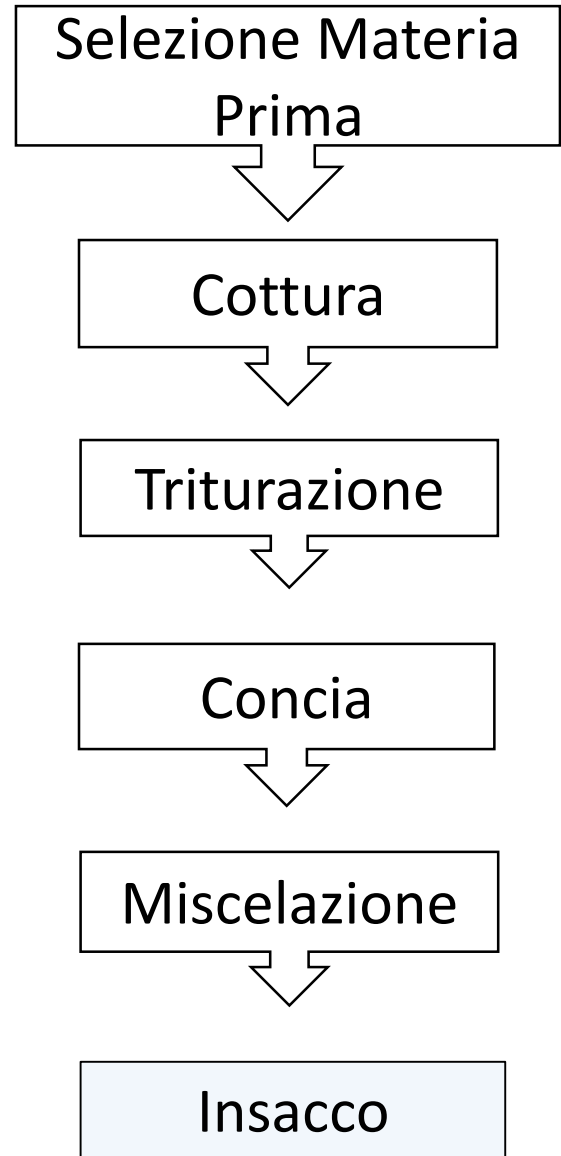 Selezione Materia
Prima
Cottura
Triturazione
Concia
Miscelazione
Insacco